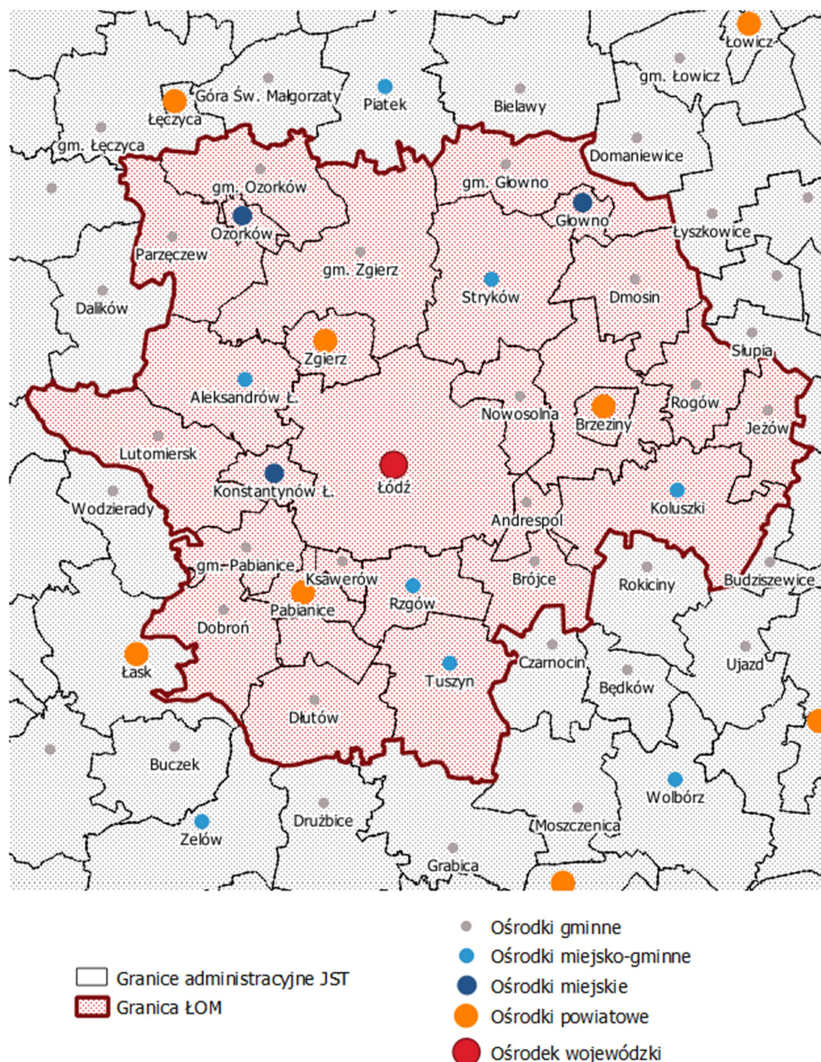 Łowicz
gm. Łowicz
Góra Św. Małgorzaty
Piatek
Bielawy
Łęczyca
gm. Łęczyca
Domaniewice
gm. Ozorków
gm. Głowno
Głowno
Łyszkowice
Ozorków
Parzęczew
gm. Zgierz
Stryków
Dmosin
Dalików
Słupia
Zgierz
Aleksandrów Ł.
Nowosolna
Rogów
Brzeziny
Jeżów
Lutomiersk
Konstantynów Ł.
Łódź
Koluszki
Wodzierady
Andrespol
gm. Pabianice
Ksawerów
Brójce
Rokiciny
Budziszewice
Pabianice
Rzgów
Dobroń
Łask
Czarnocin
Ujazd
Tuszyn
Będków
Dłutów
Buczek
Wolbórz
Drużbice
Moszczenica
Zelów
Grabica
Ośrodki gminne
Ośrodki miejsko-gminne
Granice administracyjne JST
Ośrodki miejskie
Granica ŁOM
Ośrodki powiatowe
Ośrodek wojewódzki